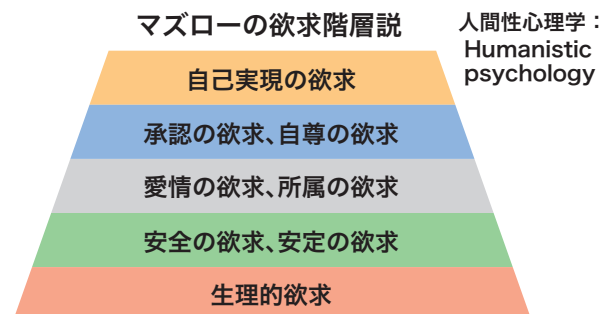 マズローの欲求階層説
人間性心理学：
Humanistic
psychology
自己実現の欲求
承認の欲求、自尊の欲求
愛情の欲求、所属の欲求
安全の欲求、安定の欲求
生理的欲求